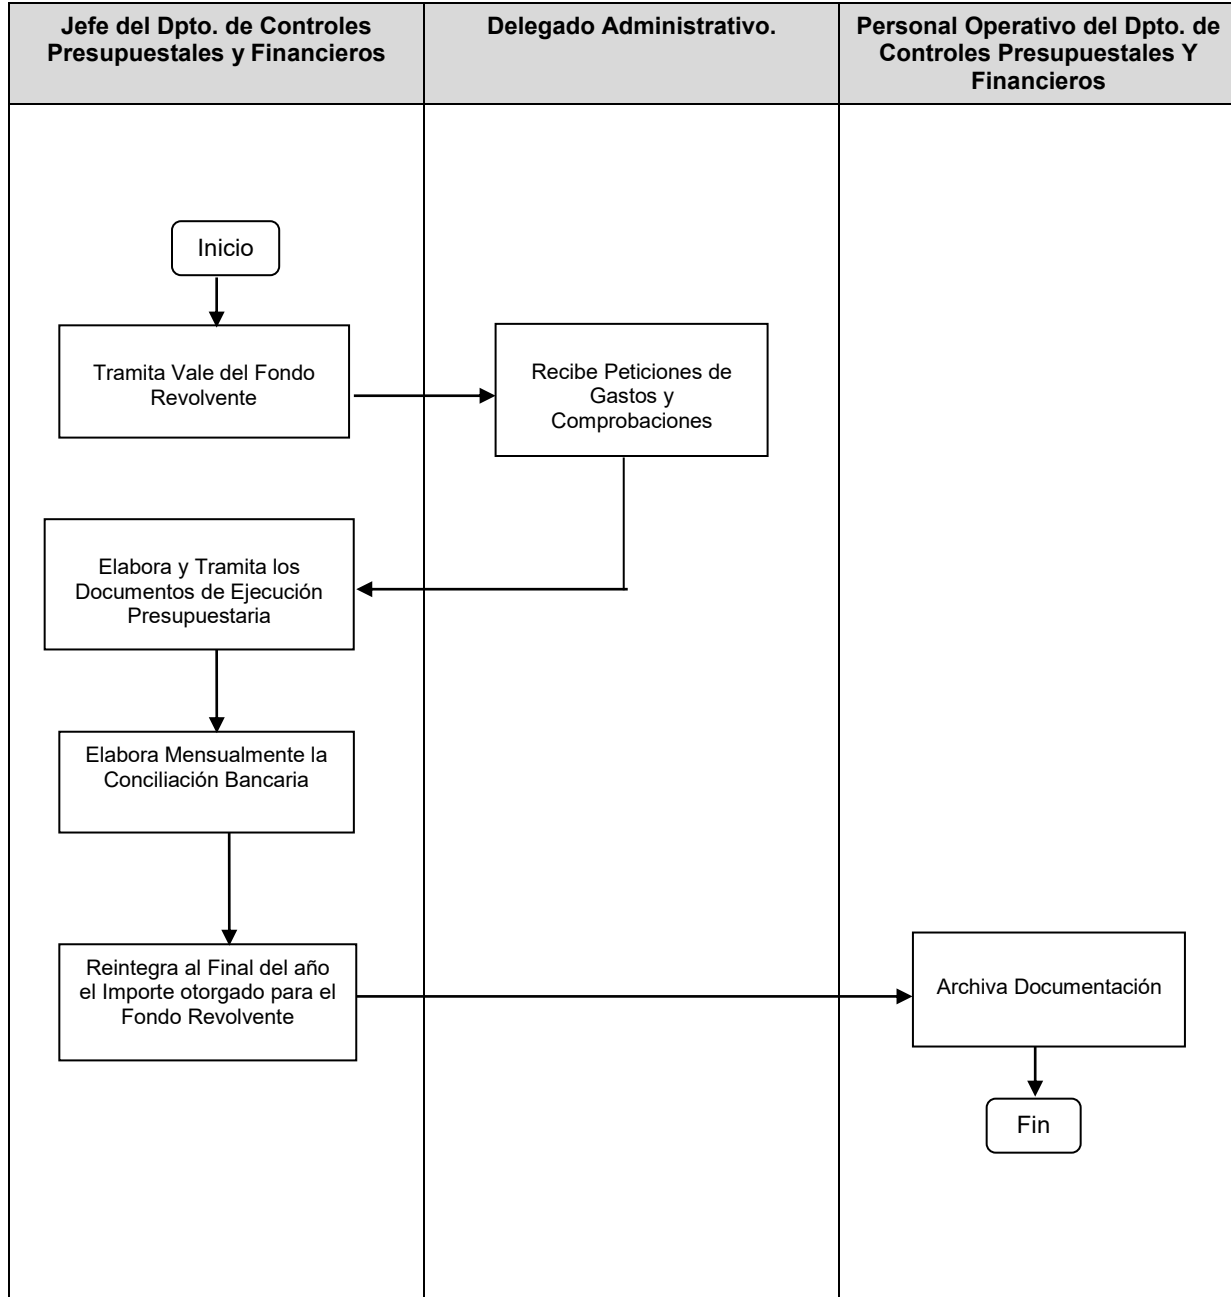 Jefe del Dpto. de Controles
Presupuestales y Financieros
Delegado Administrativo.
Personal Operativo del Dpto. de
Controles Presupuestales Y
Financieros
Inicio
Tramita Vale del Fondo
Revolvente
Recibe Peticiones de
Gastos y
Comprobaciones
Elabora y Tramita los
Documentos de Ejecución
Presupuestaria
Elabora Mensualmente la
Conciliación Bancaria
Reintegra al Final del año
el Importe otorgado para el
Fondo Revolvente
Archiva Documentación
Fin